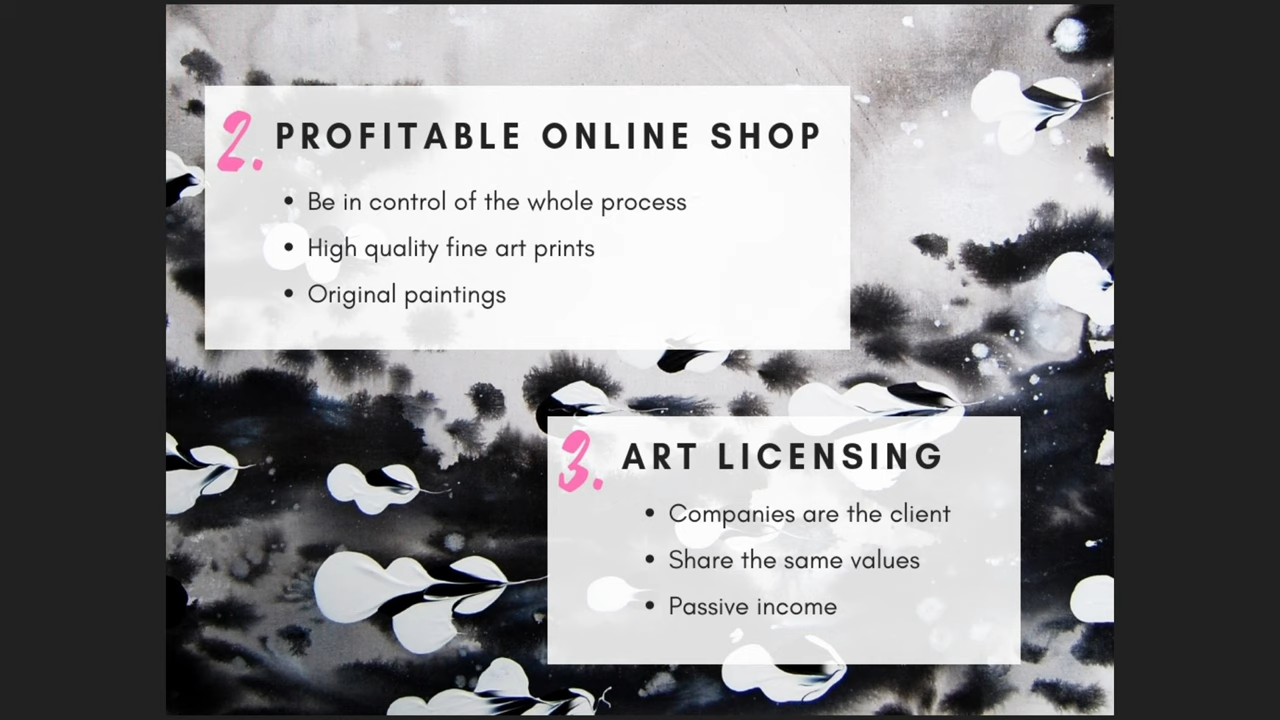 2. PROFITABLE ONLINE SHOP
• Be in control of the whole process
• High quality fine art prints
• Original paintings
3. ART LICENSING
• Companies are the client
• Share the same values
• Passive income